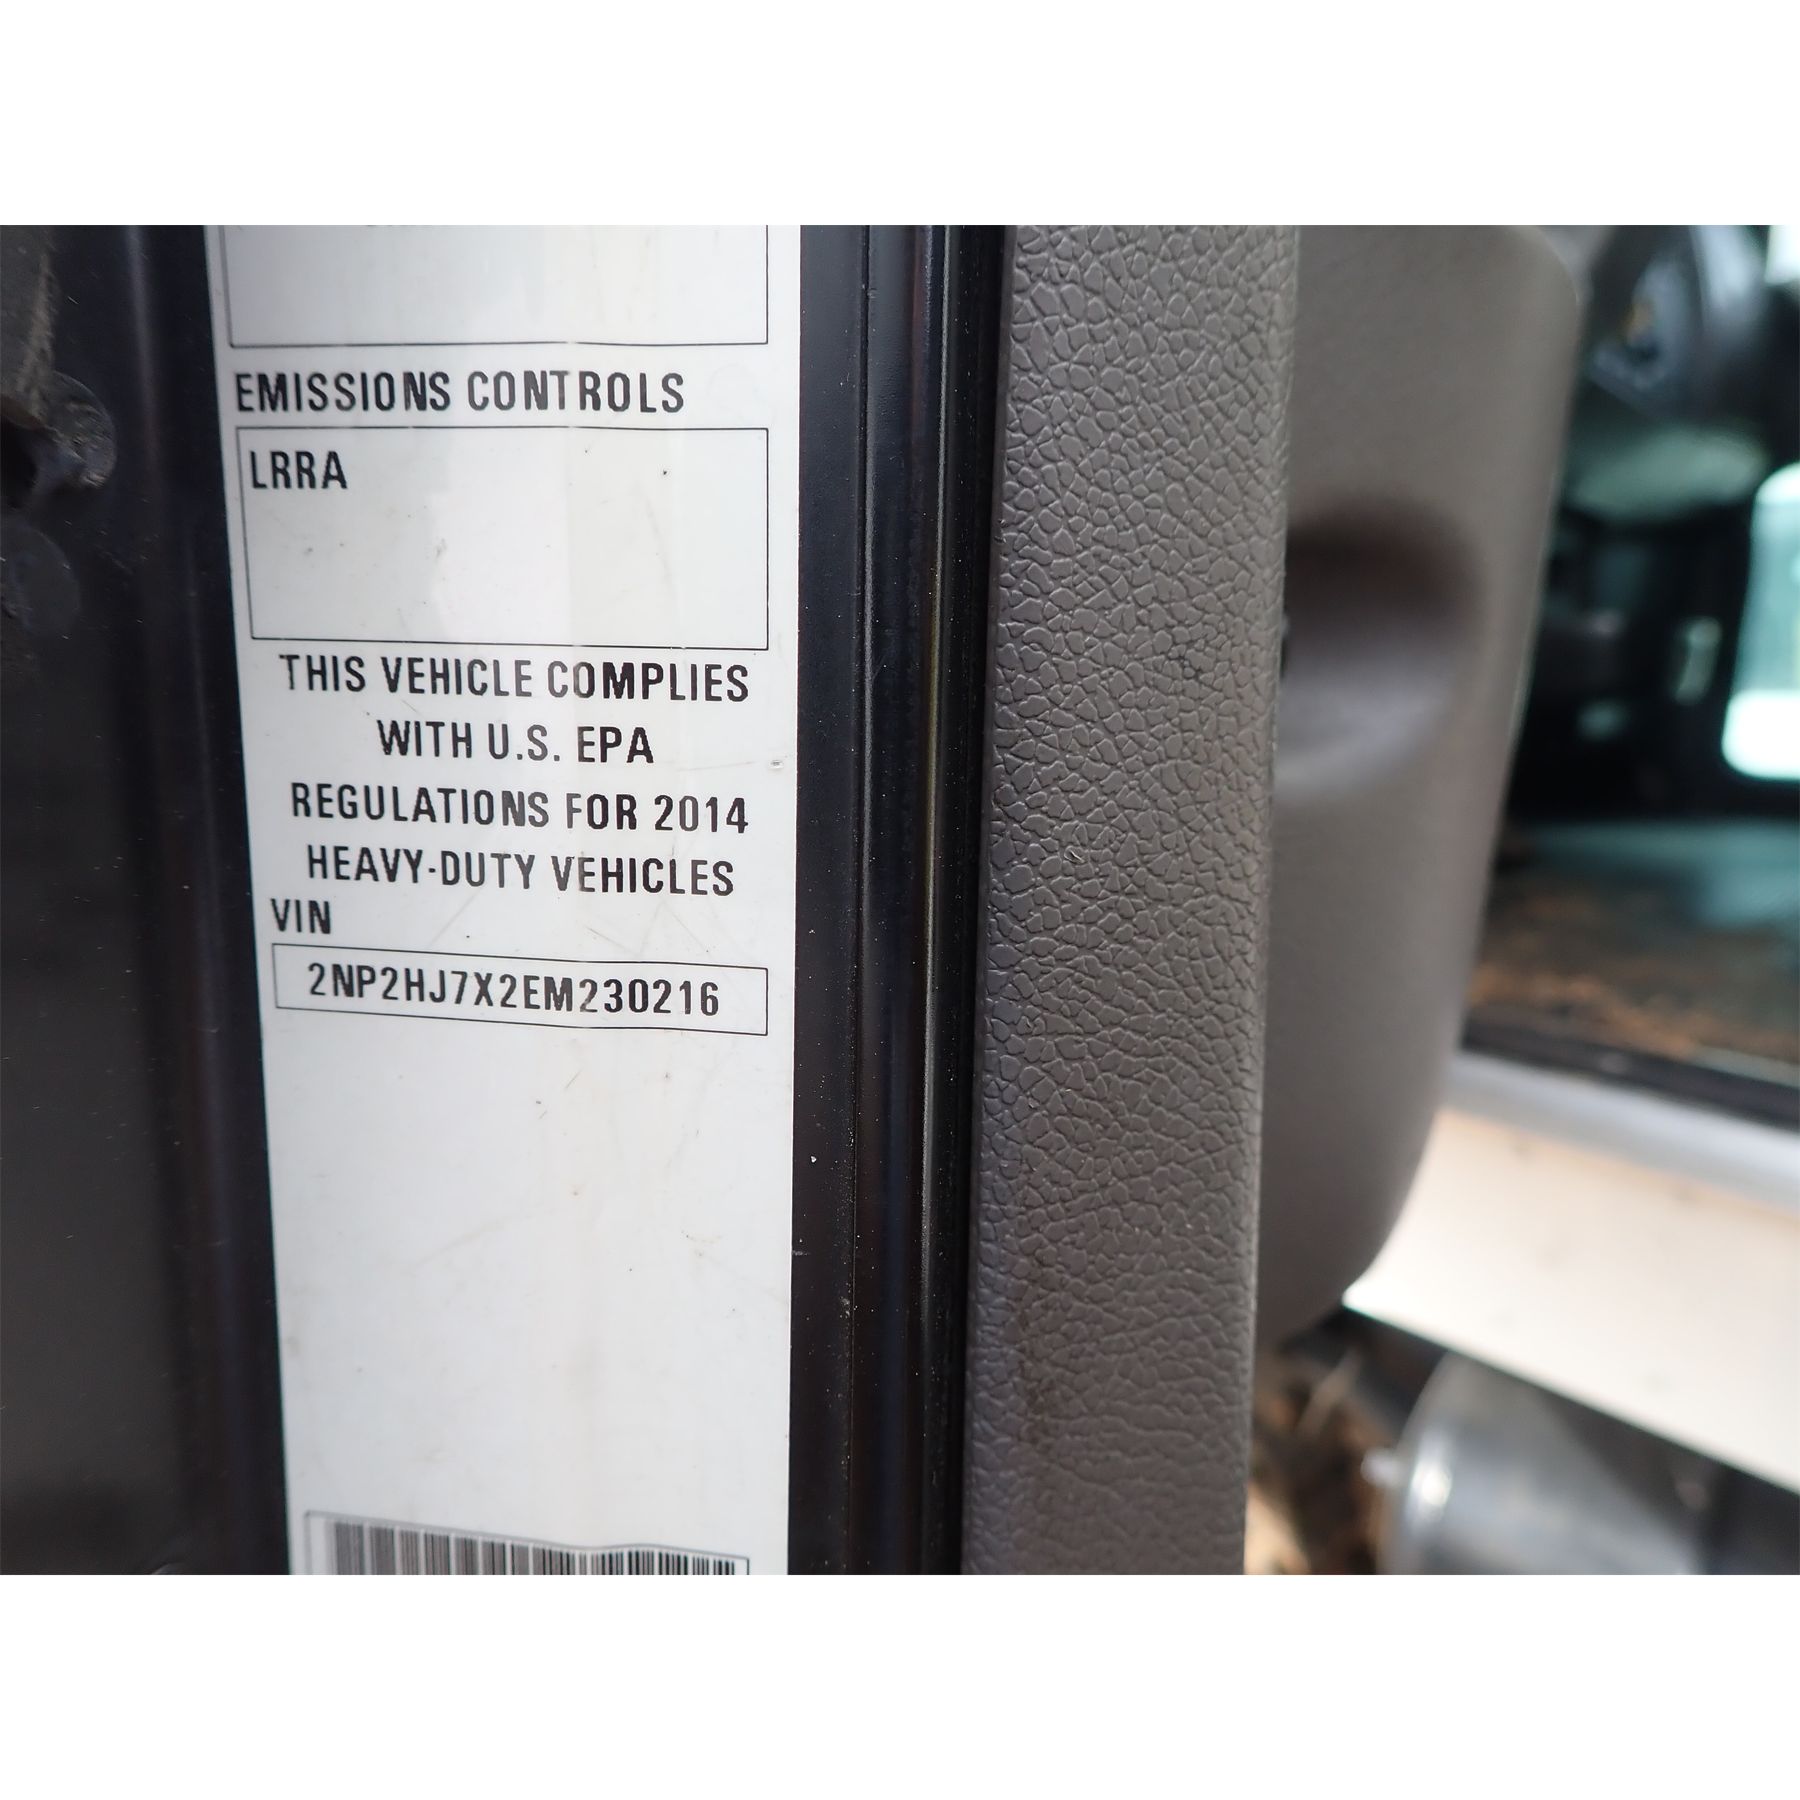 EMISSIONS CONTROLS
LRRA
THIS VEHICLE COMPLIES
WITH U.S. EPA
REGULATIONS FOR 2014
HEAVY-DUTY VEHICLES
VIN
2NP2HJ7X2EM230216